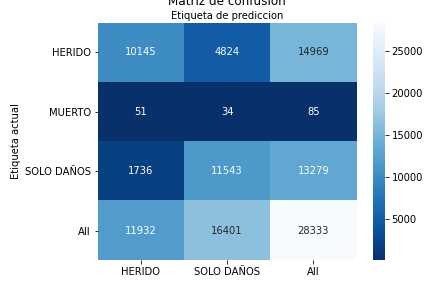 Matriz de confusion
Etiqueta de prediccion
HERIDO 10145 4824 14969
MUERTO 51 34 85
SOLO DAÑOS 1736 11543 13279
All 11932 16401 28333
HERIDO SOLO DAÑOS All
Etiqueta actual
25000
20000
15000
10000
5000